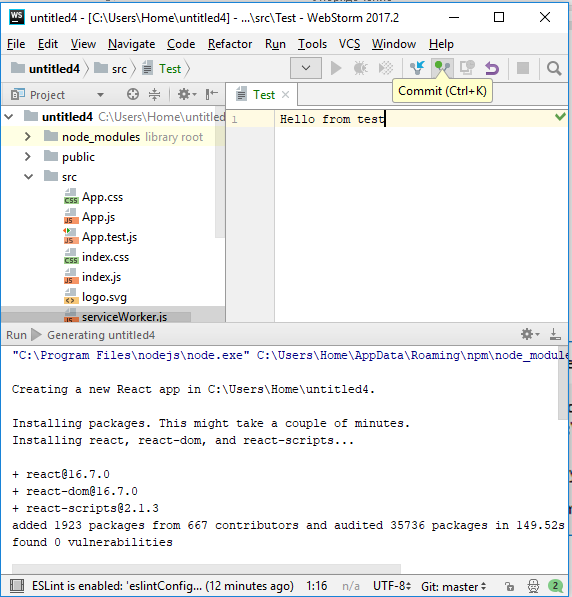 WS untitled4 - [C:\Users\Home\untitled4] - ...\src\Test - WebStorm 2017.2
File Edit View Navigate Code Refactor Run Tools VCS Window Help
untitled4 src Test
Commit (Ctrl+K)
Project
Test
untitled4 C:\Users\Home\untitled
1 Hello from test
node_modules library root
public
src
App.css
App.js
App.test.js
index.css
index.js
logo.svg
serviceWorker.js
Run Generating untitled4
"C:\Program Files\nodejs\node.exe" C:\Users\Home\AppData\Roaming\npm\node_module
Creating a new React app in C:\Users\Home\untitled4.
Installing packages. This might take a couple of minutes.
Installing react, react-dom, and react-scripts...
+ react@16.7.0
+ react-dom@16.7.0
+ react-scripts@2.1.3
added 1923 packages from 667 contributors and audited 35736 packages in 149.52s
found 0 vulnerabilities
ESLint is enabled: 'eslintConfig... (12 minutes ago) 1:16 n/a UTF-8 Git: master 2